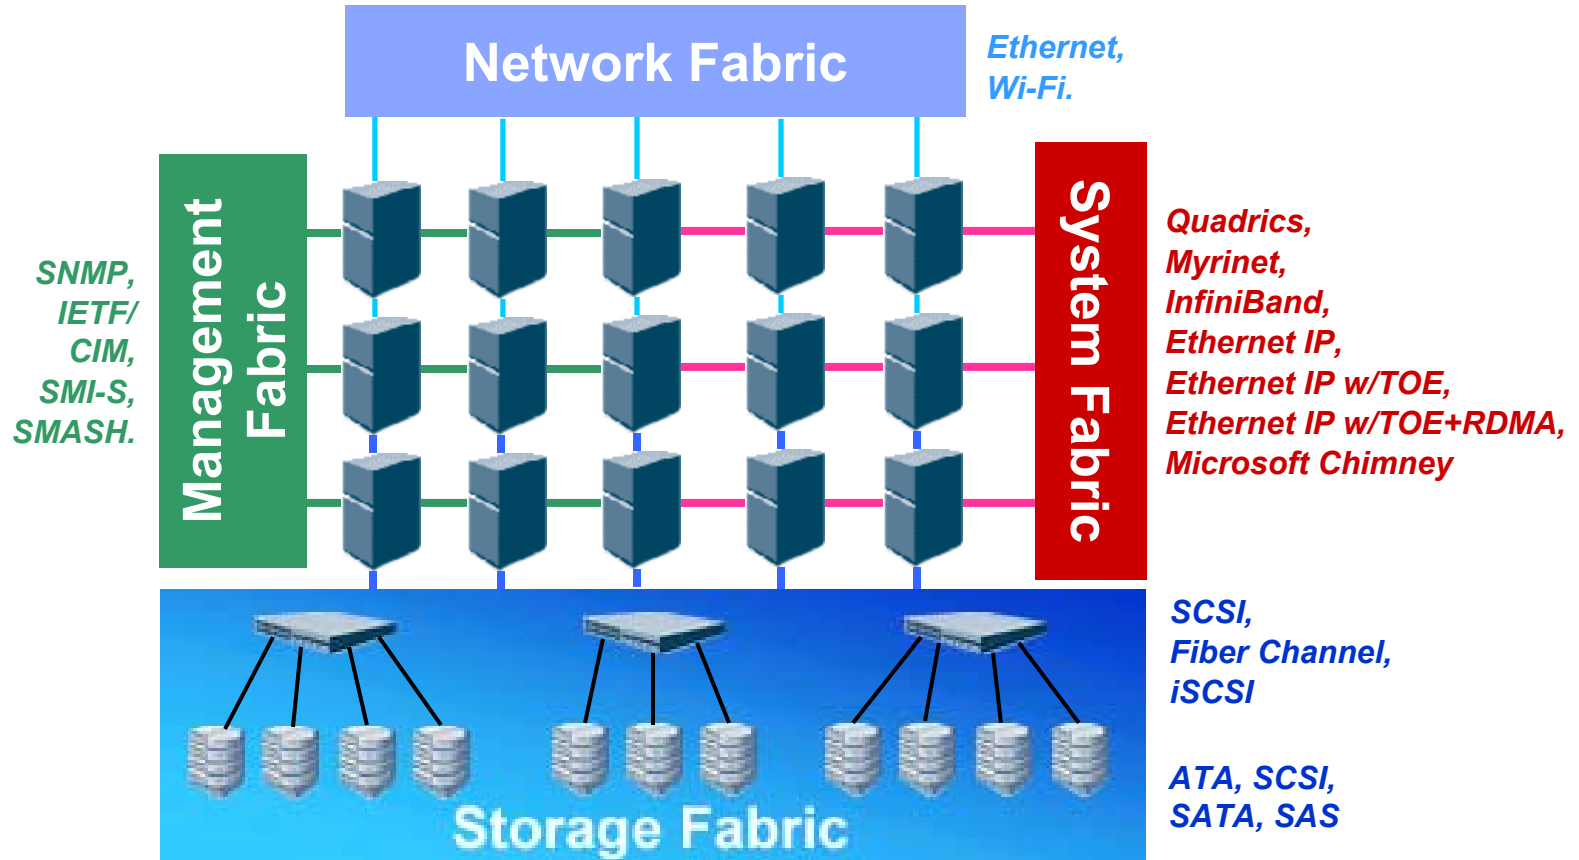 Network Fabric
Ethernet,
Wi-Fi.
Management
Fabric
System Fabric
SNMP,
IETF/
CIM,
SMI-S,
SMASH.
Quadrics,
Myrinet,
InfiniBand,
Ethernet IP,
Ethernet IP w/TOE,
Ethernet IP w/TOE+RDMA,
Microsoft Chimney
SCSI,
Fiber Channel,
iSCSI
ATA, SCSI,
SATA, SAS
Storage Fabric